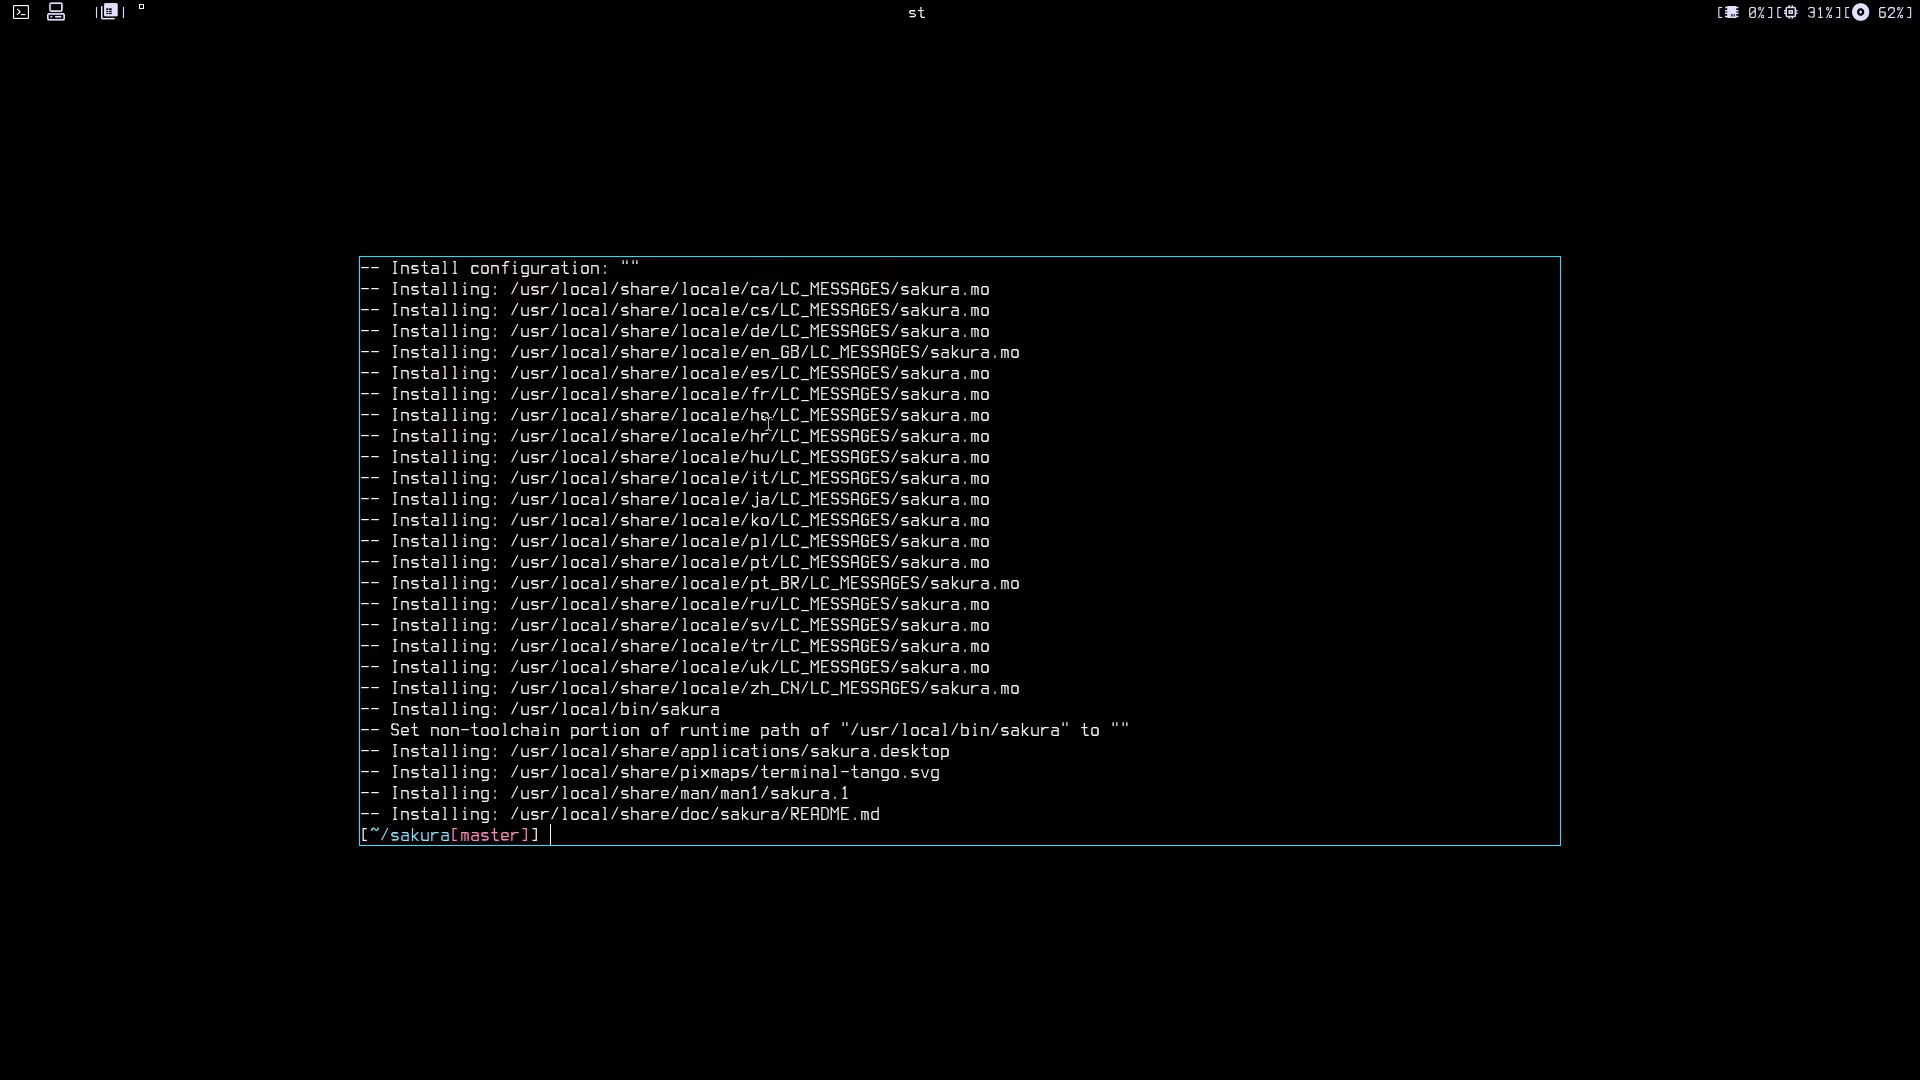 st
[ 0%][ 31%][ 62%]
-- Install configuration: ""
-- Installing: /usr/local/share/locale/ca/LC_MESSAGES/sakura.mo
-- Installing: /usr/local/share/locale/cs/LC_MESSAGES/sakura.mo
-- Installing: /usr/local/share/locale/de/LC_MESSAGES/sakura.mo
-- Installing: /usr/local/share/locale/en_GB/LC_MESSAGES/sakura.mo
-- Installing: /usr/local/share/locale/es/LC_MESSAGES/sakura.mo
-- Installing: /usr/local/share/locale/fr/LC_MESSAGES/sakura.mo
-- Installing: /usr/local/share/locale/he/LC_MESSAGES/sakura.mo
-- Installing: /usr/local/share/locale/hr/LC_MESSAGES/sakura.mo
-- Installing: /usr/local/share/locale/hu/LC_MESSAGES/sakura.mo
-- Installing: /usr/local/share/locale/it/LC_MESSAGES/sakura.mo
-- Installing: /usr/local/share/locale/ja/LC_MESSAGES/sakura.mo
-- Installing: /usr/local/share/locale/ko/LC_MESSAGES/sakura.mo
-- Installing: /usr/local/share/locale/pl/LC_MESSAGES/sakura.mo
-- Installing: /usr/local/share/locale/pt/LC_MESSAGES/sakura.mo
-- Installing: /usr/local/share/locale/pt_BR/LC_MESSAGES/sakura.mo
-- Installing: /usr/local/share/locale/ru/LC_MESSAGES/sakura.mo
-- Installing: /usr/local/share/locale/sv/LC_MESSAGES/sakura.mo
-- Installing: /usr/local/share/locale/tr/LC_MESSAGES/sakura.mo
-- Installing: /usr/local/share/locale/uk/LC_MESSAGES/sakura.mo
-- Installing: /usr/local/share/locale/zh_CN/LC_MESSAGES/sakura.mo
-- Installing: /usr/local/bin/sakura
-- Set non-toolchain portion of runtime path of "/usr/local/bin/sakura" to ""
-- Installing: /usr/local/share/applications/sakura.desktop
-- Installing: /usr/local/share/pixmaps/terminal-tango.svg
-- Installing: /usr/local/share/man/man1/sakura.1
-- Installing: /usr/local/share/doc/sakura/README.md
[~/sakura[master]]